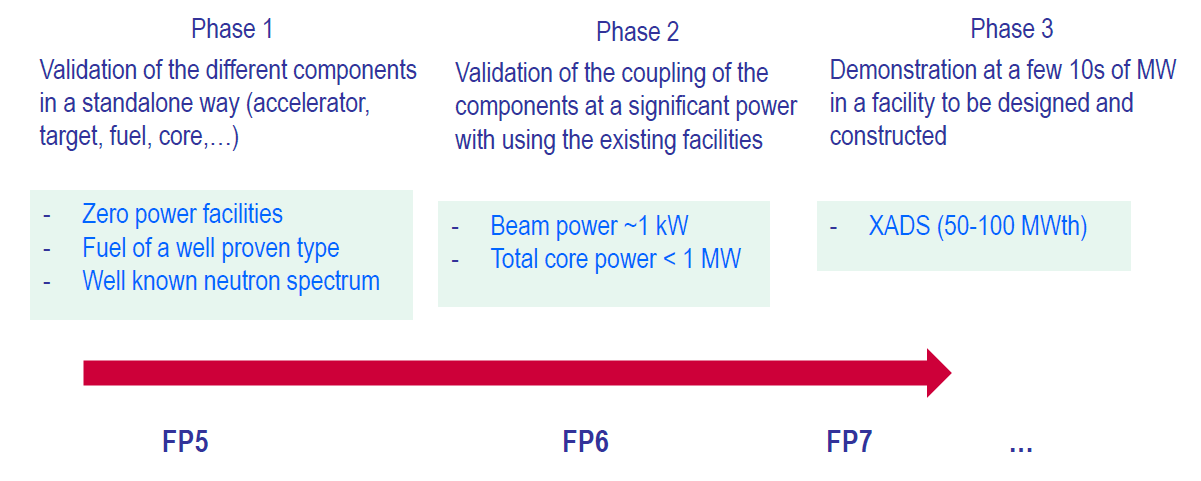 Phase 1
Validation of the different components
in a standalone way (accelerator,
target, fuel, core,…)
- Zero power facilities
- Fuel of a well proven type
- Well known neutron spectrum
Phase 2
Validation of the coupling of the
components at a significant power
with using the existing facilities
- Beam power ~1 kW
- Total core power < 1 MW
Phase 3
Demonstration at a few 10s of MW
in a facility to be designed and
constructed
- XADS (50-100 MWth)
FP5
FP6
FP7
…